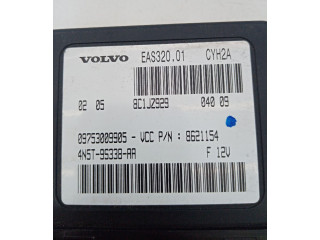 VOLVO EAS320.01 CYH2A
02 05 8C1J2929 040 09
09753009905 - VCC P/N : 8621154
4N5T-9S338-AA F 12V